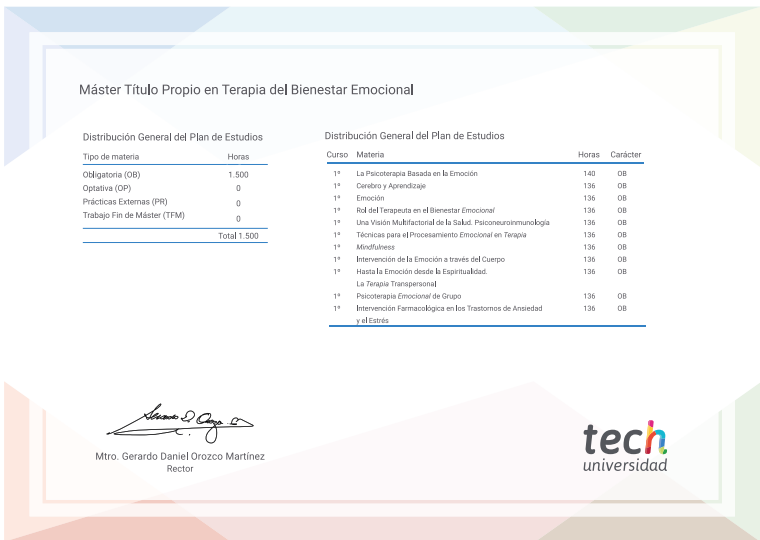 Máster Título Propio en Terapia del Bienestar Emocional
Distribución General del Plan de Estudios
Tipo de materia Horas
Obligatoria (OB) 1.500
Optativa (OP) 0
Prácticas Externas (PR) 0
Trabajo Fin de Máster (TFM) 0
Total 1.500
Distribución General del Plan de Estudios
Curso Materia Horas Carácter
1º La Psicoterapia Basada en la Emoción 140 OB
1º Cerebro y Aprendizaje 136 OB
1º Emoción 136 OB
1º Rol del Terapeuta en el Bienestar Emocional 136 OB
1º Una Visión Multifactorial de la Salud. Psiconeuroinmunología 136 OB
1º Técnicas para el Procesamiento Emocional en Terapia 136 OB
1º Mindfulness 136 OB
1º Intervención de la Emoción a través del Cuerpo 136 OB
1º Hasta la Emoción desde la Espiritualidad. 136 OB
La Terapia Transpersonal
1º Psicoterapia Emocional de Grupo 136 OB
1º Intervención Farmacológica en los Trastornos de Ansiedad 136 OB
y el Estrés
Mtro. Gerardo Daniel Orozco Martínez
Rector
tech
universidad